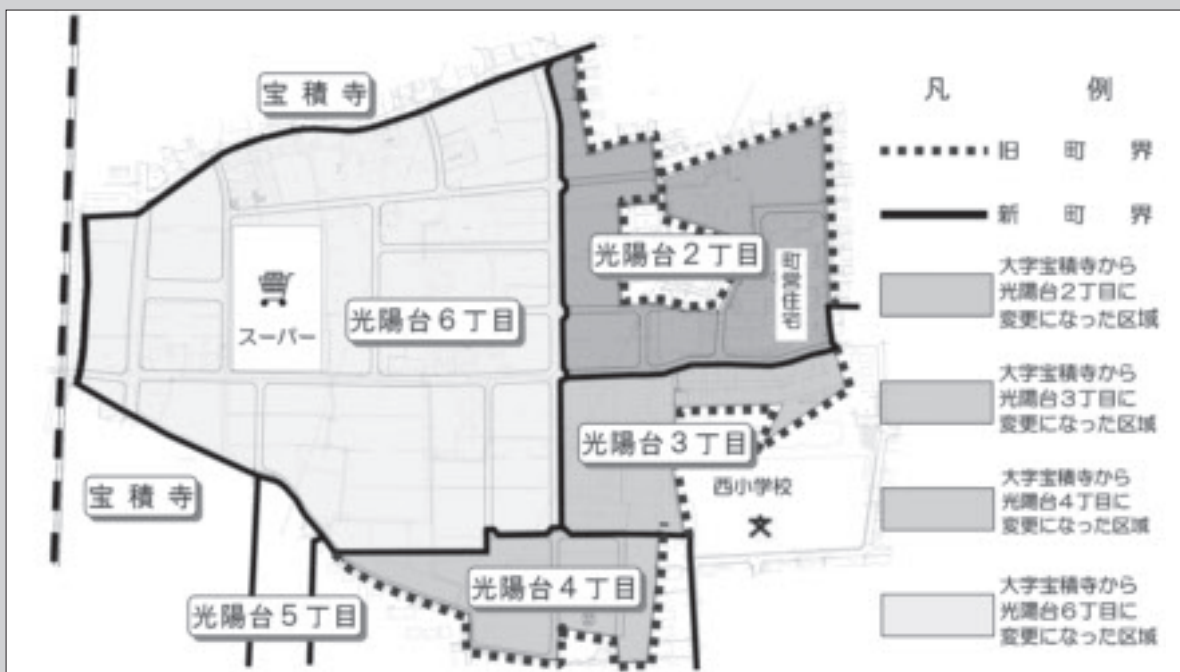 宝積寺
光陽台2丁目
町営住宅
スーパー
光陽台6丁目
光陽台3丁目
西小学校
文
宝積寺
光陽台4丁目
光陽台5丁目
凡例
旧町界
新町界
大字宝積寺から
光陽台2丁目に
変更になった区域
大字宝積寺から
光陽台3丁目に
変更になった区域
大字宝積寺から
光陽台4丁目に
変更になった区域
大字宝積寺から
光陽台6丁目に
変更になった区域